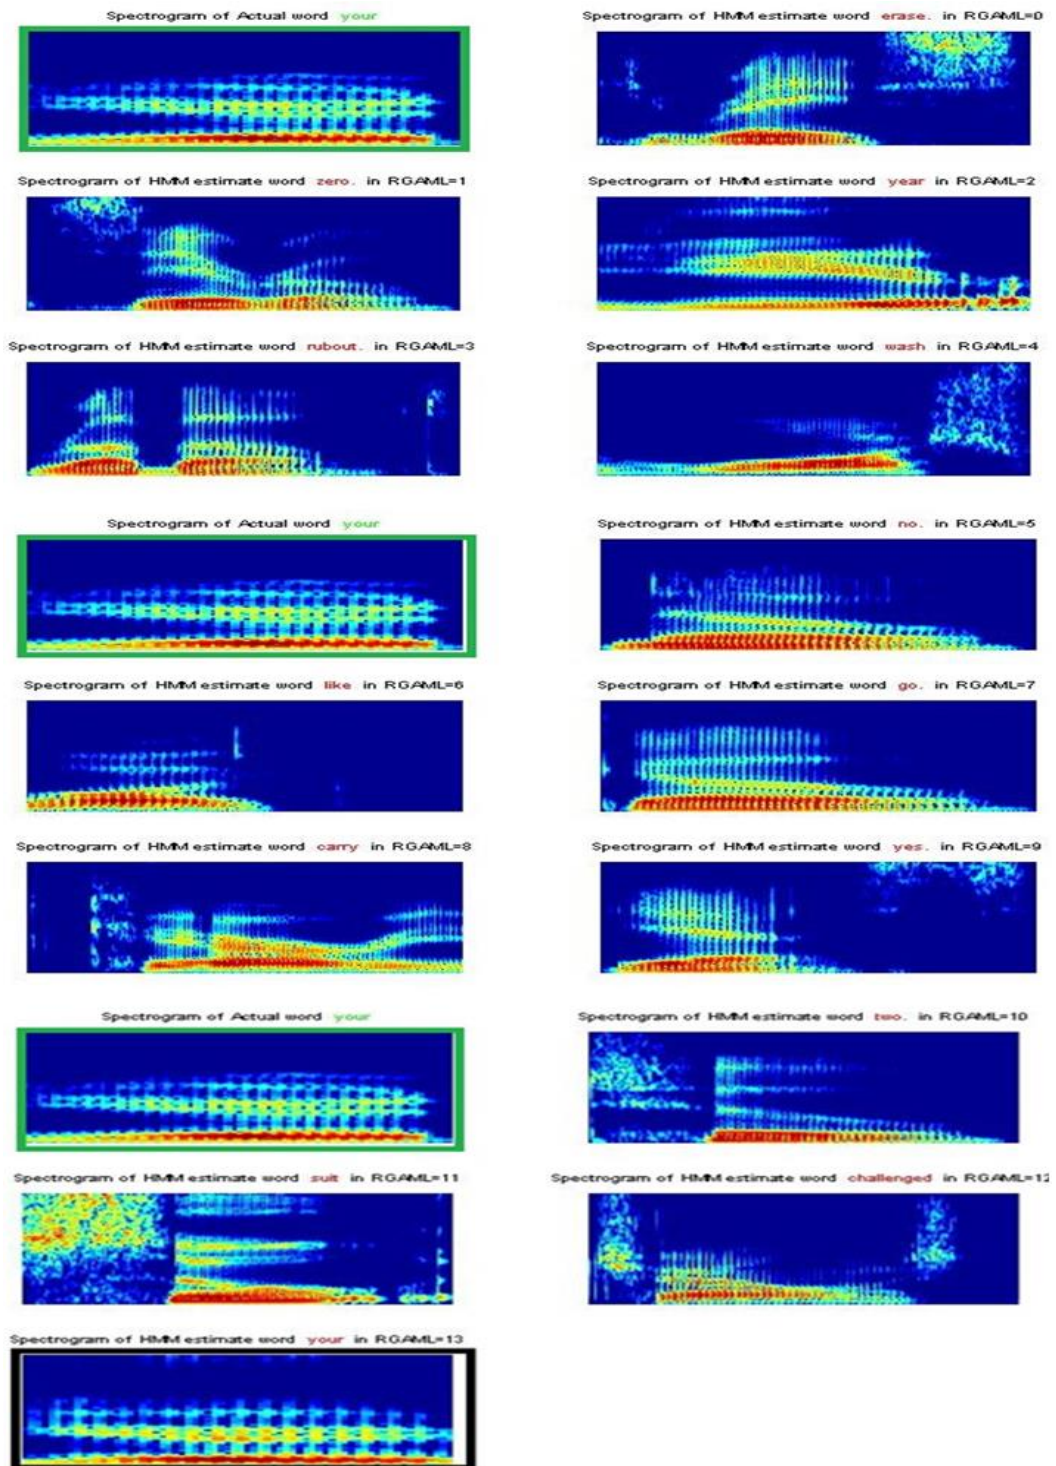 Spectrogram of Actual word your
Spectrogram of HMM estimate word erase. in RGAML=0
Spectrogram of HMM estimate word zero. in RGAML=1
Spectrogram of HMM estimate word year in RGAML=2
Spectrogram of HMM estimate word rubout. in RGAML=3
Spectrogram of HMM estimate word wash in RGAML=4
Spectrogram of Actual word your
Spectrogram of HMM estimate word no. in RGAML=5
Spectrogram of HMM estimate word like in RGAML=6
Spectrogram of HMM estimate word go. in RGAML=7
Spectrogram of HMM estimate word carry in RGAML=8
Spectrogram of HMM estimate word yes. in RGAML=9
Spectrogram of Actual word your
Spectrogram of HMM estimate word two. in RGAML=10
Spectrogram of HMM estimate word suit in RGAML=11
Spectrogram of HMM estimate word challenged in RGAML=12
Spectrogram of HMM estimate word your in RGAML=13